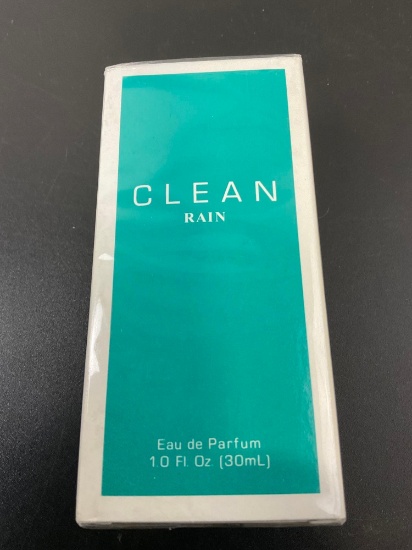 CLEAN
RAIN
Eau de Parfum
1.0 Fl. Oz. (30mL)